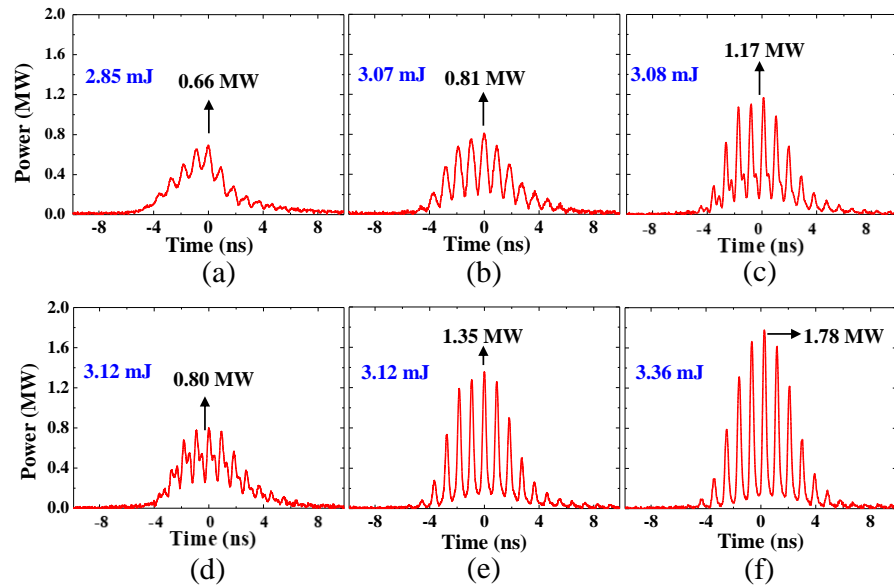 2.0
1.6
1.2
0.8
0.4
0.0
Power (MW)
2.85 mJ
0.66 MW
-8 -4 0 4 8
Time (ns)
(a)
3.07 mJ
0.81 MW
-8 -4 0 4 8
Time (ns)
(b)
3.08 mJ
1.17 MW
-8 -4 0 4 8
Time (ns)
(c)
2.0
1.6
1.2
0.8
0.4
0.0
Power (MW)
3.12 mJ
0.80 MW
-8 -4 0 4 8
Time (ns)
(d)
3.12 mJ
1.35 MW
-8 -4 0 4 8
Time (ns)
(e)
3.36 mJ
1.78 MW
-8 -4 0 4 8
Time (ns)
(f)